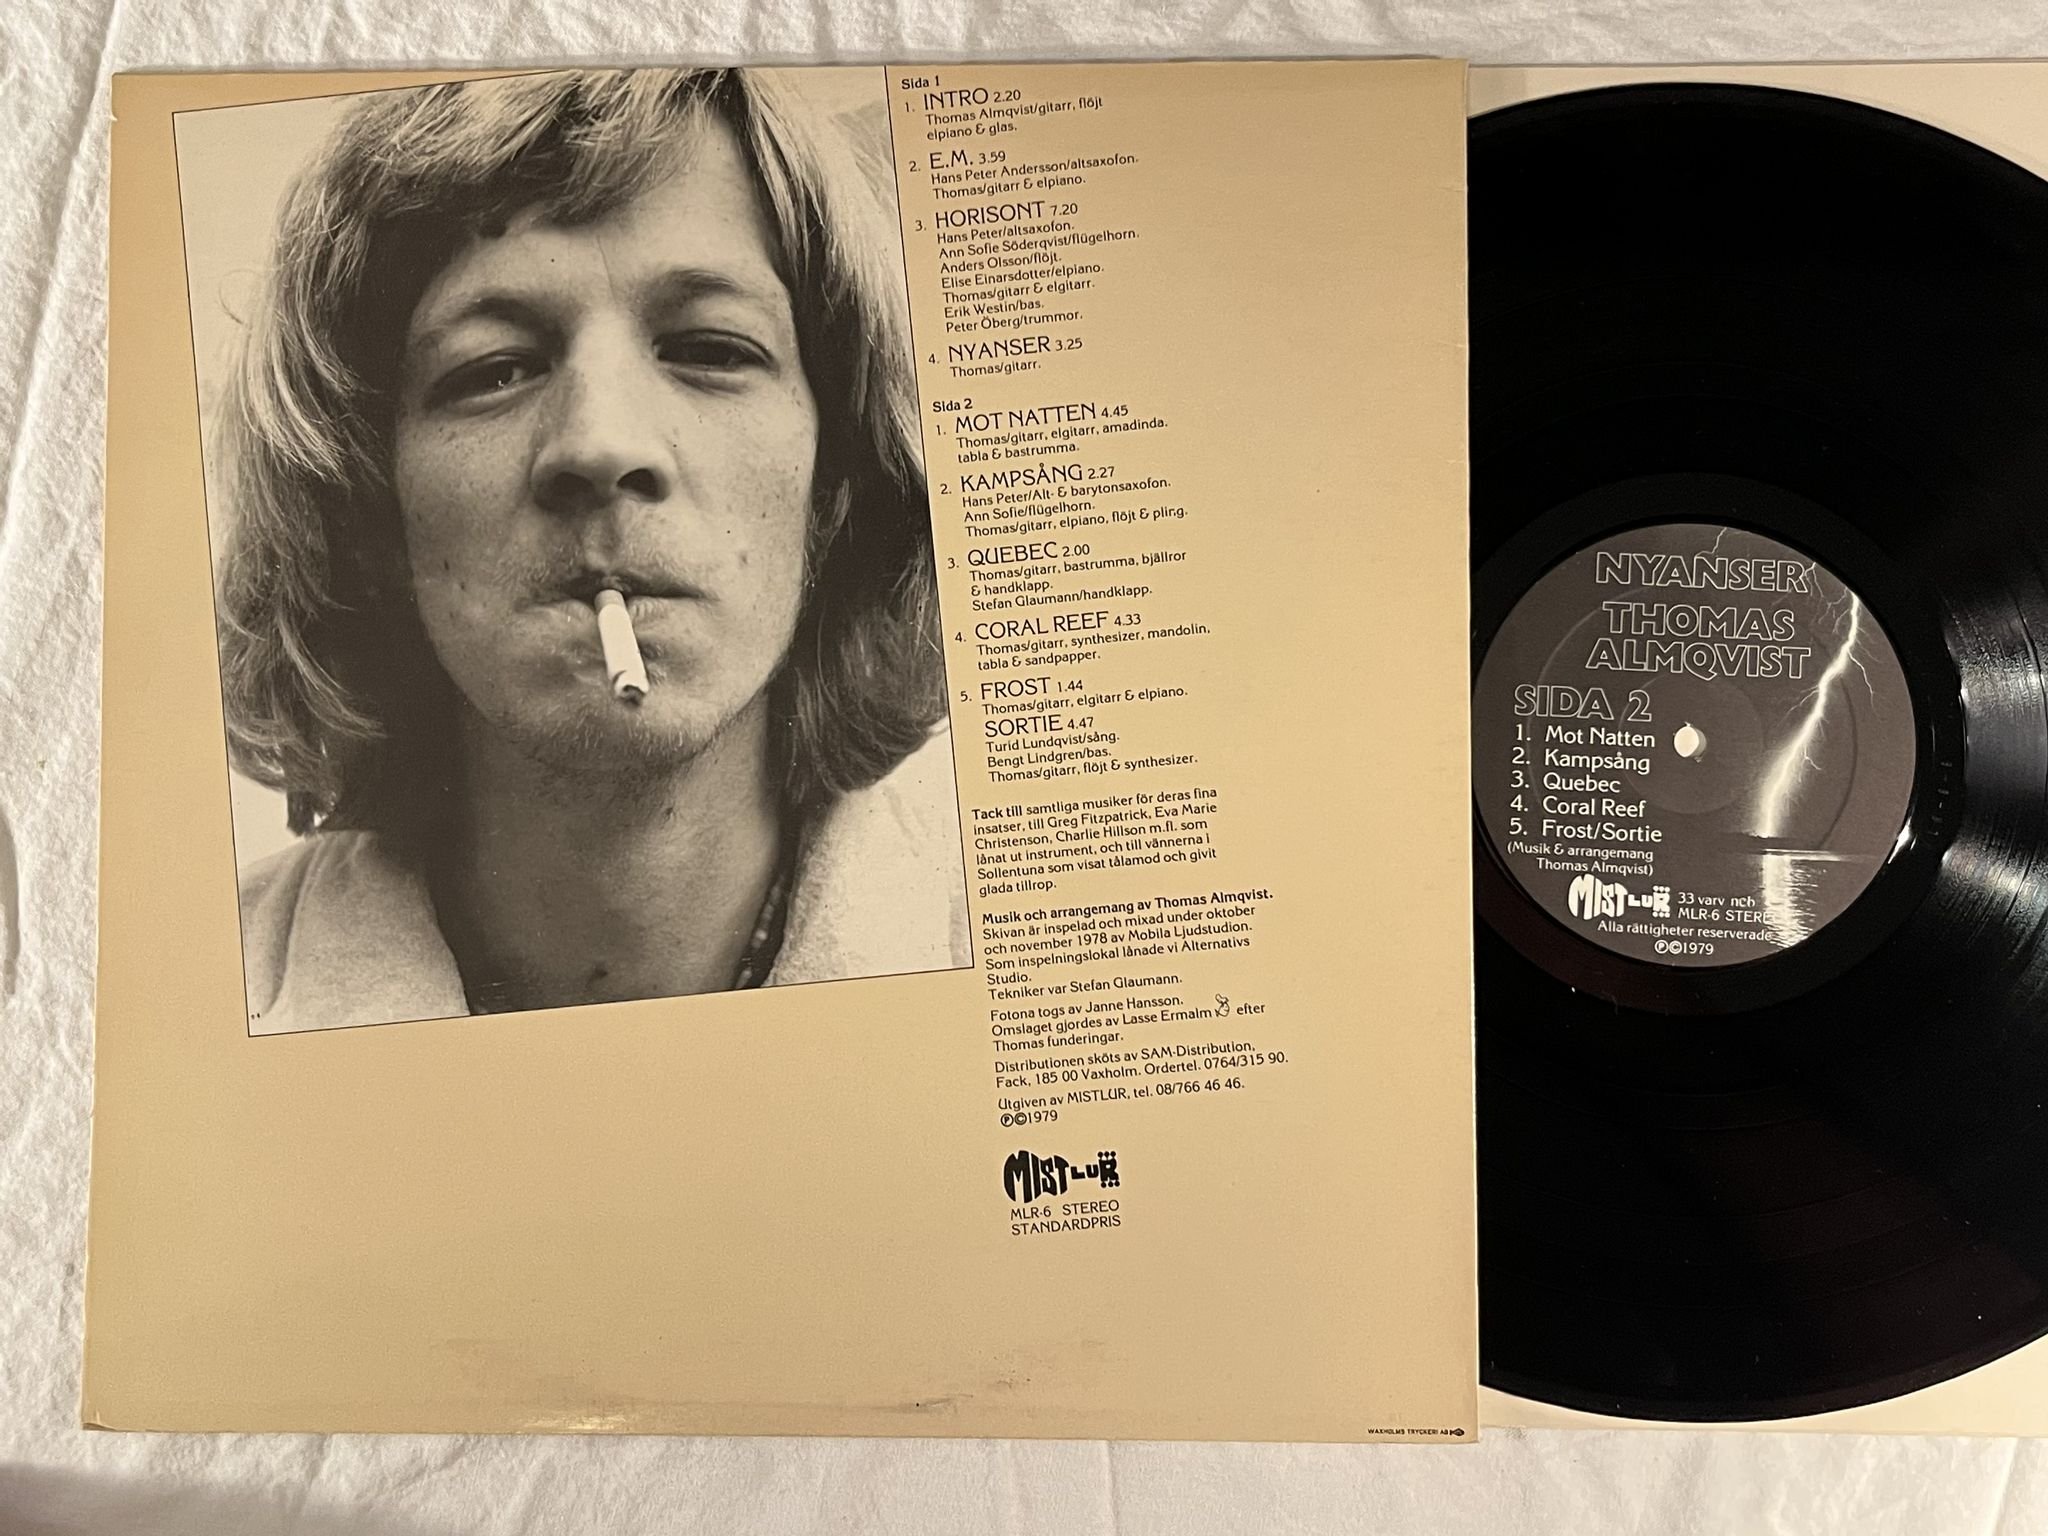 Sida 1
1. INTRO 2.20
Thomas Almqvist/gitarr, flöjt
elpiano & glas.
2. E.M. 3.59
Hans Peter Andersson/altsaxofon.
Thomas/gitarr & elpiano.
3. HORISONT 7.20
Hans Peter/altsaxofon.
Ann Sofie Söderqvist/flügelhorn.
Anders Olsson/flöjt.
Elise Einarsdotter/elpiano.
Thomas/gitarr & elgitarr.
Erik Westin/bas.
Peter Öberg/trummor.
4. NYANSER 3.25
Thomas/gitarr.
Sida 2
1. MOT NATTEN 4.45
Thomas/gitarr, elgitarr, amadinda.
tabla & bastrumma.
2. KAMPSÅNG 2.27
Hans Peter/Alt- & barytonsaxofon.
Ann Sofie/flügelhorn.
Thomas/gitarr, elpiano, flöjt & pling.
3. QUEBEC 2.00
Thomas/gitarr, bastrumma, bjällror
& handklapp.
Stefan Glaumann/handklapp.
4. CORAL REEF 4.33
Thomas/gitarr, synthesizer, mandolin,
tabla & sandpapper.
5. FROST 1.44
Thomas/gitarr, elgitarr & elpiano.
SORTIE 4.47
Turid Lundqvist/sång.
Bengt Lindgren/bas.
Thomas/gitarr, flöjt & synthesizer.
Tack till samtliga musiker för deras fina
insatser, till Greg Fitzpatrick, Eva Marie
Christenson, Charlie Hillson m.fl. som
lånat ut instrument, och till vännerna i
Sollentuna som visat tålamod och givit
glada tillrop.
Musik och arrangemang av Thomas Almqvist.
Skivan är inspelad och mixad under oktober
och november 1978 av Mobila Ljudstudion.
Som inspelningslokal lånade vi Alternativs
Studio.
Tekniker var Stefan Glaumann.
Fotona togs av Janne Hansson.
Omslaget gjordes av Lasse Ermalm efter
Thomas funderingar.
Distributionen sköts av SAM-Distribution,
Fack, 185 00 Vaxholm. Ordertel. 0764/315 90.
Utgiven av MISTLUR, tel. 08/766 46 46.
℗©1979
MISTLUR
MLR-6 STEREO
STANDARDPRIS
WAXHOLMS TRYCKERI AB
NYANSER
THOMAS
ALMQVIST
SIDA 2
1. Mot Natten
2. Kampsång
3. Quebec
4. Coral Reef
5. Frost/Sortie
(Musik & arrangemang
Thomas Almqvist)
MISTLUR
33 varv ncb
MLR-6 STEREO
Alla rättigheter reserverade
℗©1979